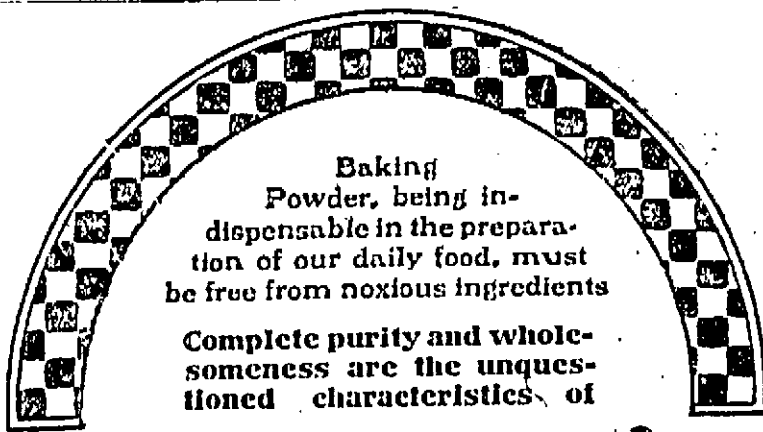 Baking
Powder, being in-
dispensable in the prepara-
tion of our daily food, must
be free from noxious ingredients
Complete purity and whole-
someness are the unques-
tioned characteristics of